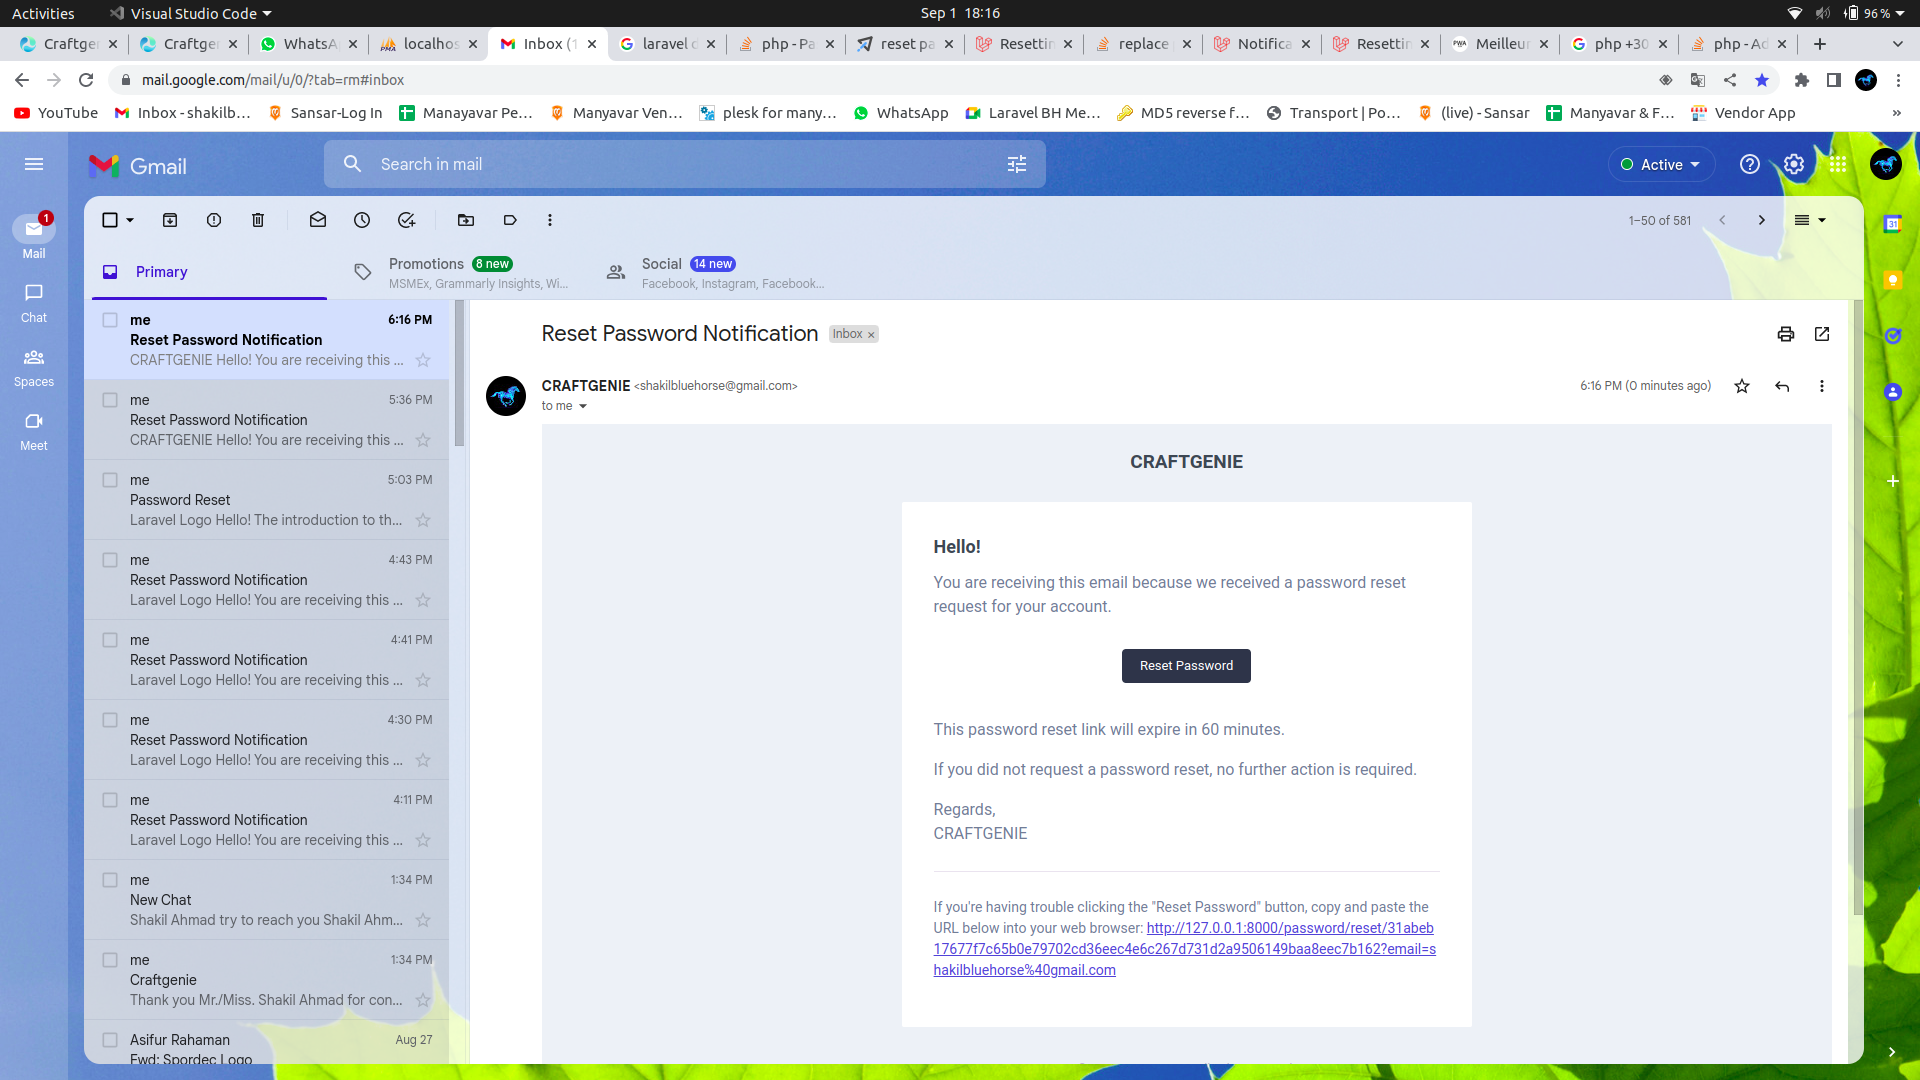 Activities
Visual Studio Code
Sep 1 18:16
96 %
Craftge
Craftge
WhatsA
localhos
Inbox (1
laravel d
php - Pa
reset pa
Resettin
replace
Notifica
Resettin
Meilleur
php +30
php - Ad
mail.google.com/mail/u/0/?tab=rm#inbox
YouTube
Inbox - shakilb...
Sansar-Log In
Manayavar Pe...
Manyavar Ven...
plesk for many...
WhatsApp
Laravel BH Me...
MD5 reverse f...
Transport | Po...
(live) - Sansar
Manyavar & F...
Vendor App
»
Gmail
Search in mail
Active
1
Mail
Chat
Spaces
Meet
1–50 of 581
Primary
Promotions 8 new
MSMEx, Grammarly Insights, Wi...
Social 14 new
Facebook, Instagram, Facebook...
me 6:16 PM
Reset Password Notification
CRAFTGENIE Hello! You are receiving this ...
me 5:36 PM
Reset Password Notification
CRAFTGENIE Hello! You are receiving this ...
me 5:03 PM
Password Reset
Laravel Logo Hello! The introduction to th...
me 4:43 PM
Reset Password Notification
Laravel Logo Hello! You are receiving this ...
me 4:41 PM
Reset Password Notification
Laravel Logo Hello! You are receiving this ...
me 4:30 PM
Reset Password Notification
Laravel Logo Hello! You are receiving this ...
me 4:11 PM
Reset Password Notification
Laravel Logo Hello! You are receiving this ...
me 1:34 PM
New Chat
Shakil Ahmad try to reach you Shakil Ahm...
me 1:34 PM
Craftgenie
Thank you Mr./Miss. Shakil Ahmad for con...
Asifur Rahaman Aug 27
Fwd: Spordec Logo
Reset Password Notification
Inbox ×
CRAFTGENIE <shakilbluehorse@gmail.com>
6:16 PM (0 minutes ago)
to me
CRAFTGENIE
Hello!
You are receiving this email because we received a password reset
request for your account.
Reset Password
This password reset link will expire in 60 minutes.
If you did not request a password reset, no further action is required.
Regards,
CRAFTGENIE
If you're having trouble clicking the "Reset Password" button, copy and paste the
URL below into your web browser: http://127.0.0.1:8000/password/reset/31abeb
17677f7c65b0e79702cd36eec4e6c267d731d2a9506149baa8eec7b162?email=s
hakilbluehorse%40gmail.com
31